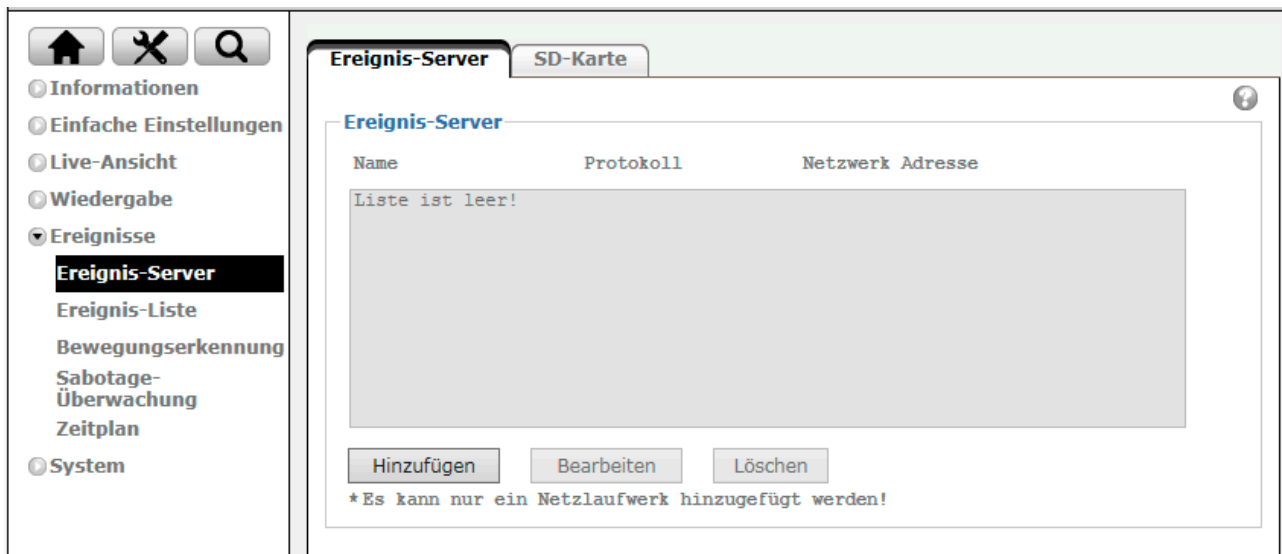 Informationen
Einfache Einstellungen
Live-Ansicht
Wiedergabe
Ereignisse
Ereignis-Server
Ereignis-Liste
Bewegungserkennung
Sabotage-
Überwachung
Zeitplan
System
Ereignis-Server SD-Karte
Ereignis-Server
Name Protokoll Netzwerk Adresse
Liste ist leer!
Hinzufügen Bearbeiten Löschen
*Es kann nur ein Netzlaufwerk hinzugefügt werden!